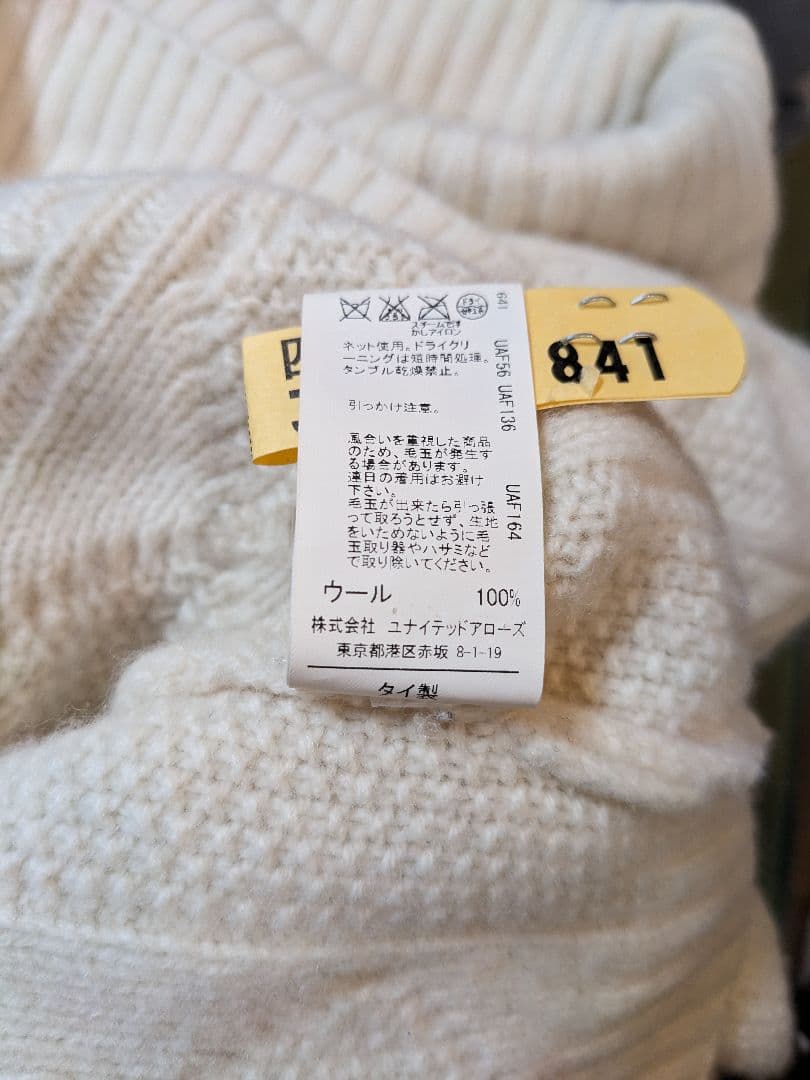 ドライ
スチームですかしアイロン
ネット使用。ドライクリ
ーニングは短時間処理。
タンブル乾燥禁止。
引っかけ注意。
風合いを重視した商品
のため、毛玉が発生す
る場合があります。
連日の着用はお避け
下さい。
毛玉が出来たら引っ張
って取ろうとせず、生地
をいためないように毛
玉取り器やハサミなど
で取り除いてください。
ウール 100%
株式会社 ユナイテッドアローズ
東京都港区赤坂 8-1-19
タイ製
641 UAF56 UAF136
UAF164
841